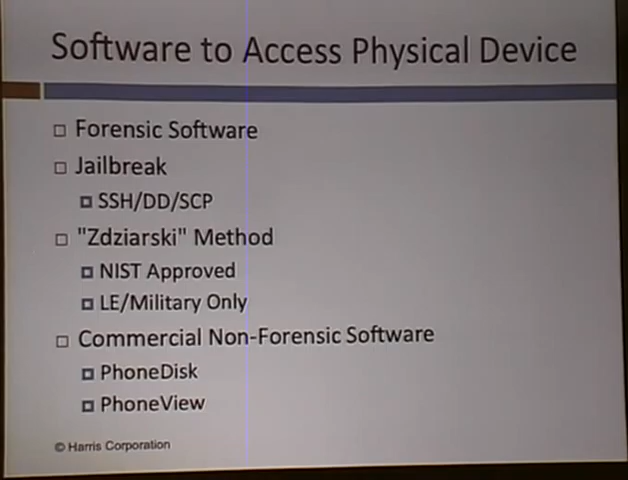 Software to Access Physical Device
Forensic Software
Jailbreak
SSH/DD/SCP
"Zdziarski" Method
NIST Approved
LE/Military Only
Commercial Non-Forensic Software
PhoneDisk
PhoneView
© Harris Corporation